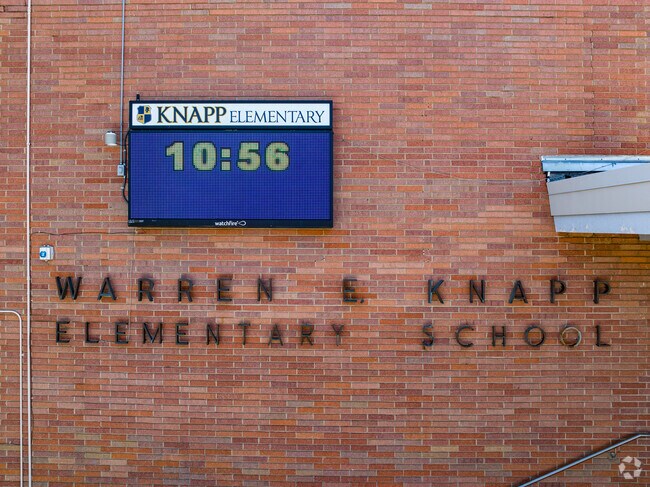 KNAPP ELEMENTARY
10:56
watchfire
WARREN E. KNAPP
ELEMENTARY SCHOOL